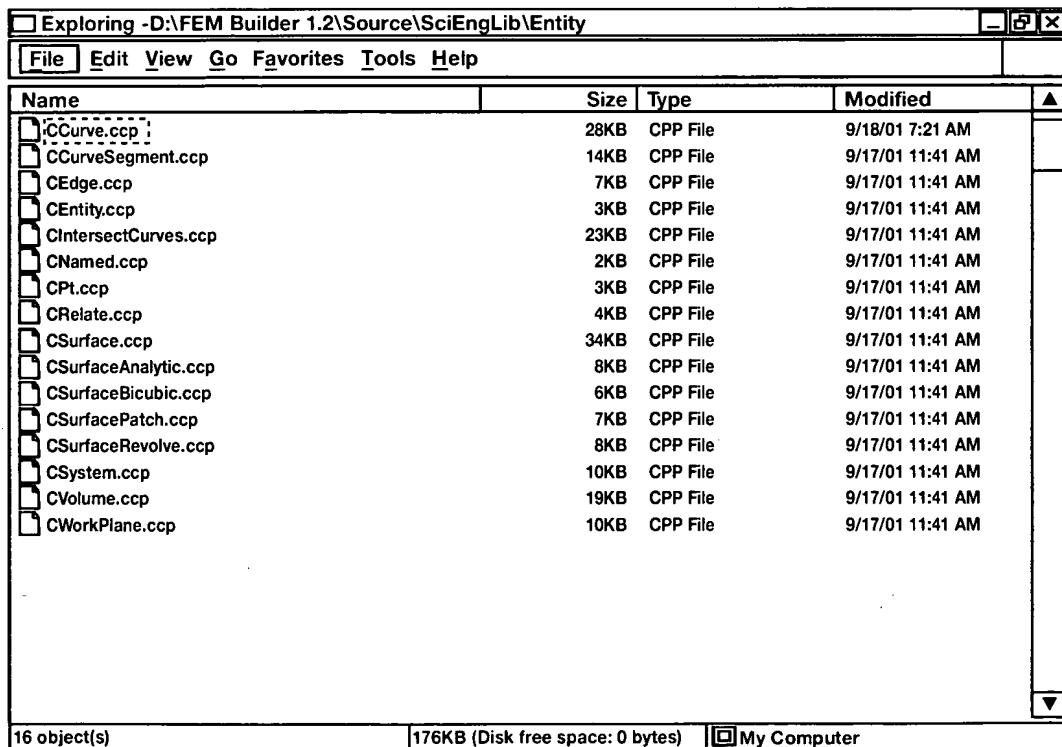 Exploring -D:\FEM Builder 1.2\Source\SciEngLib\Entity
File Edit View Go Favorites Tools Help
Name Size Type Modified
CCurve.ccp 28KB CPP File 9/18/01 7:21 AM
CCurveSegment.ccp 14KB CPP File 9/17/01 11:41 AM
CEdge.ccp 7KB CPP File 9/17/01 11:41 AM
CEntity.ccp 3KB CPP File 9/17/01 11:41 AM
CIntersectCurves.ccp 23KB CPP File 9/17/01 11:41 AM
CNamed.ccp 2KB CPP File 9/17/01 11:41 AM
CPt.ccp 3KB CPP File 9/17/01 11:41 AM
CRelate.ccp 4KB CPP File 9/17/01 11:41 AM
CSurface.ccp 34KB CPP File 9/17/01 11:41 AM
CSurfaceAnalytic.ccp 8KB CPP File 9/17/01 11:41 AM
CSurfaceBicubic.ccp 6KB CPP File 9/17/01 11:41 AM
CSurfacePatch.ccp 7KB CPP File 9/17/01 11:41 AM
CSurfaceRevolve.ccp 8KB CPP File 9/17/01 11:41 AM
CSystem.ccp 10KB CPP File 9/17/01 11:41 AM
CVolume.ccp 19KB CPP File 9/17/01 11:41 AM
CWorkPlane.ccp 10KB CPP File 9/17/01 11:41 AM
16 object(s) 176KB (Disk free space: 0 bytes) My Computer